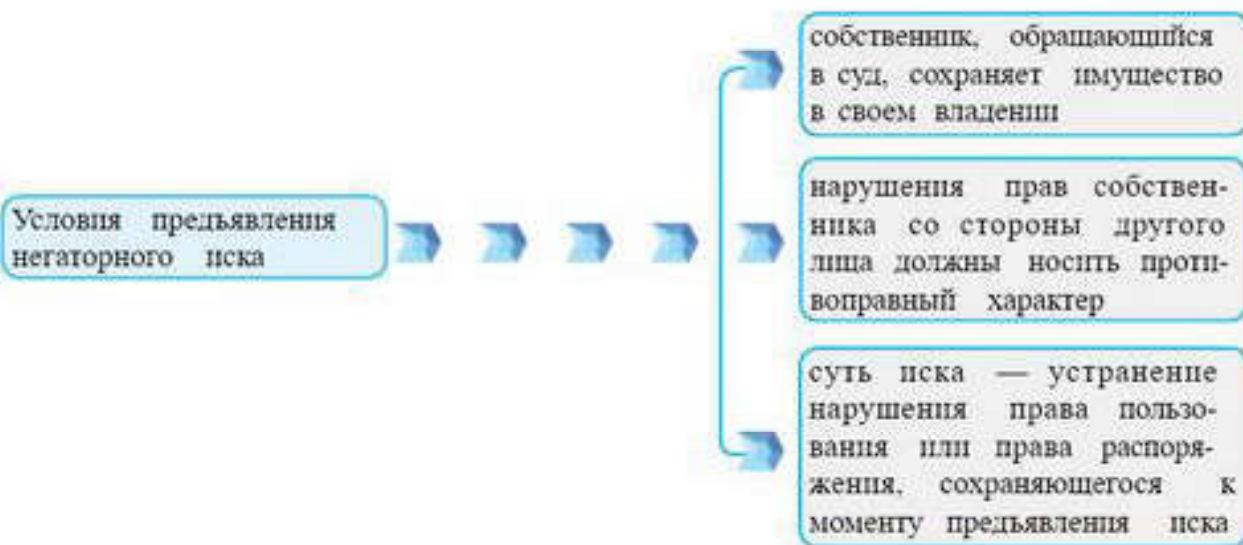 Условия предъявления
негаторного иска
собственник, обращающийся
в суд, сохраняет имущество
в своем владении
нарушения прав собствен-
ника со стороны другого
лица должны носить проти-
воправный характер
суть иска — устранение
нарушения права пользо-
вания или права распоря-
жения, сохраняющегося к
моменту предъявления иска